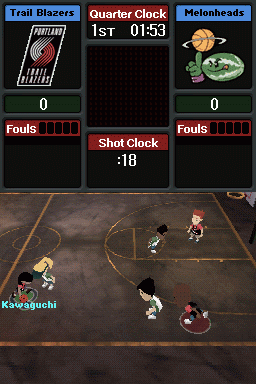 Trail Blazers
Quarter Clock
Melonheads
1ST 01:53
PORTLAND
TRAIL
BLAZERS
0
0
Fouls
Shot Clock
Fouls
:18
Kawaguchi